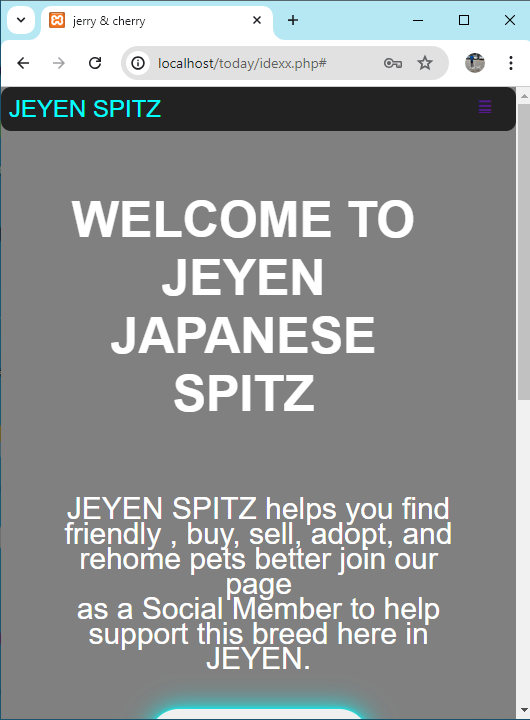 jerry & cherry
localhost/today/idexx.php#
JEYEN SPITZ
WELCOME TO
JEYEN
JAPANESE
SPITZ
JEYEN SPITZ helps you find
friendly , buy, sell, adopt, and
rehome pets better join our
page
as a Social Member to help
support this breed here in
JEYEN.